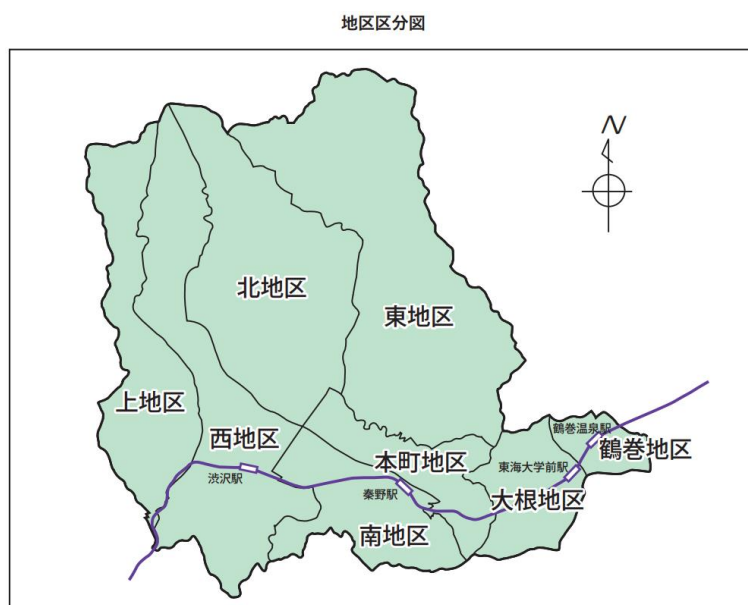 地区区分図
N
北地区
東地区
上地区
西地区
鶴巻温泉駅
鶴巻地区
本町地区
東海大学前駅
渋沢駅
秦野駅
大根地区
南地区